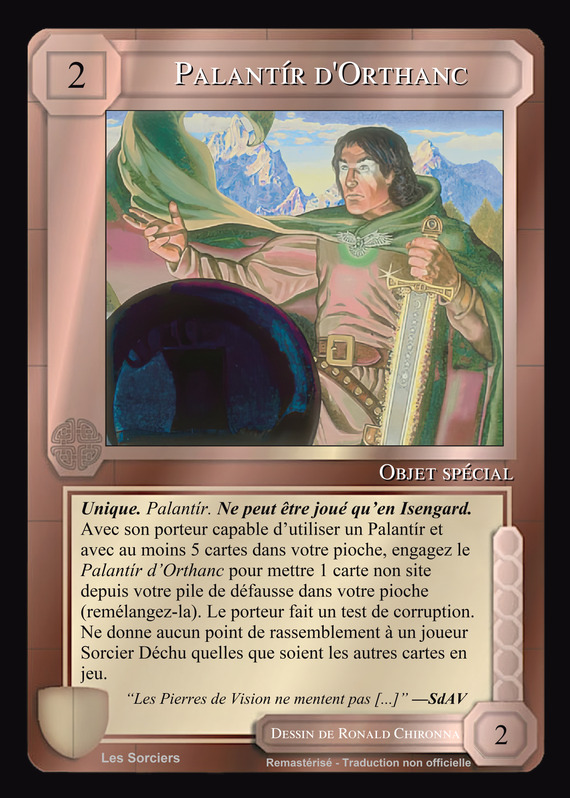 2
Palantír d'Orthanc
Objet spécial
Unique. Palantír. Ne peut être joué qu'en Isengard.
Avec son porteur capable d'utiliser un Palantír et
avec au moins 5 cartes dans votre pioche, engagez le
Palantír d'Orthanc pour mettre 1 carte non site
depuis votre pile de défausse dans votre pioche
(remélangez-la). Le porteur fait un test de corruption.
Ne donne aucun point de rassemblement à un joueur
Sorcier Déchu quelles que soient les autres cartes en
jeu.
“Les Pierres de Vision ne mentent pas [...]” —SdAV
Dessin de Ronald Chironna
2
Les Sorciers
Remastérisé - Traduction non officielle